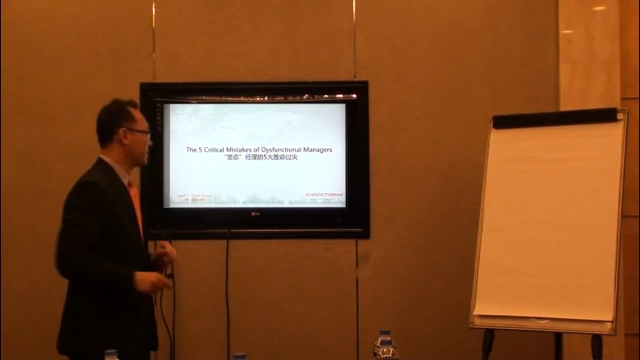 The 5 Critical Mistakes of Dysfunctional Managers
"变态" 经理的5大致命过失
DIRECTIONS
LG